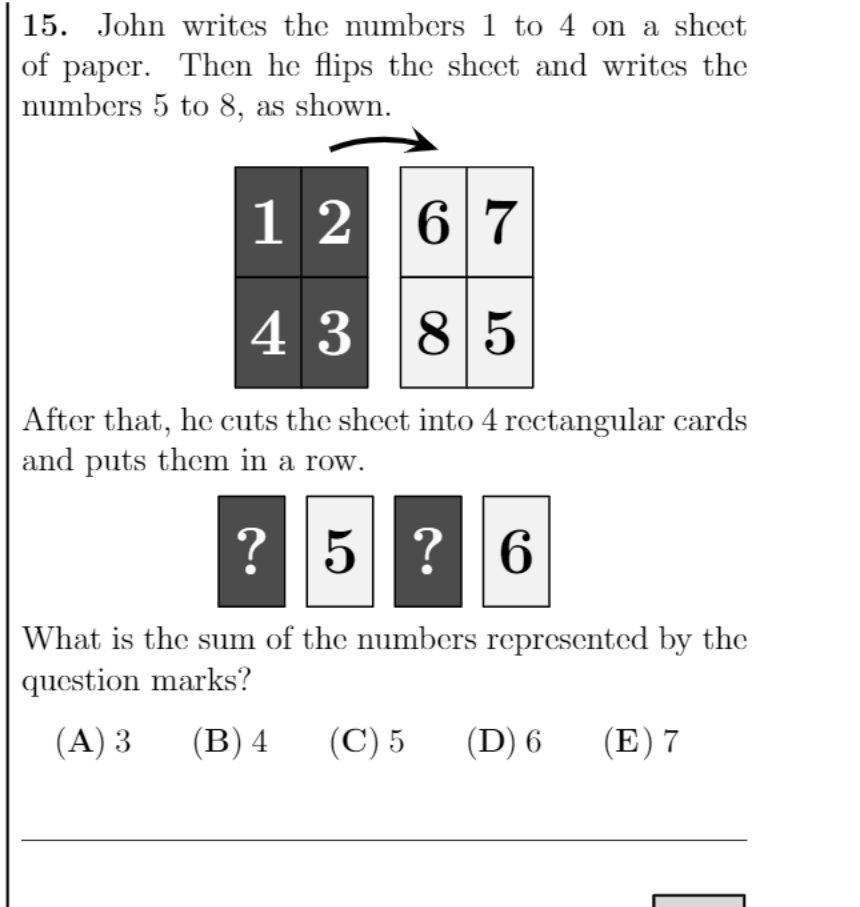 15. John writes the numbers 1 to 4 on a sheet
of paper. Then he flips the sheet and writes the
numbers 5 to 8, as shown.
1 2 6 7
4 3 8 5
After that, he cuts the sheet into 4 rectangular cards
and puts them in a row.
? 5 ? 6
What is the sum of the numbers represented by the
question marks?
(A) 3 (B) 4 (C) 5 (D) 6 (E) 7